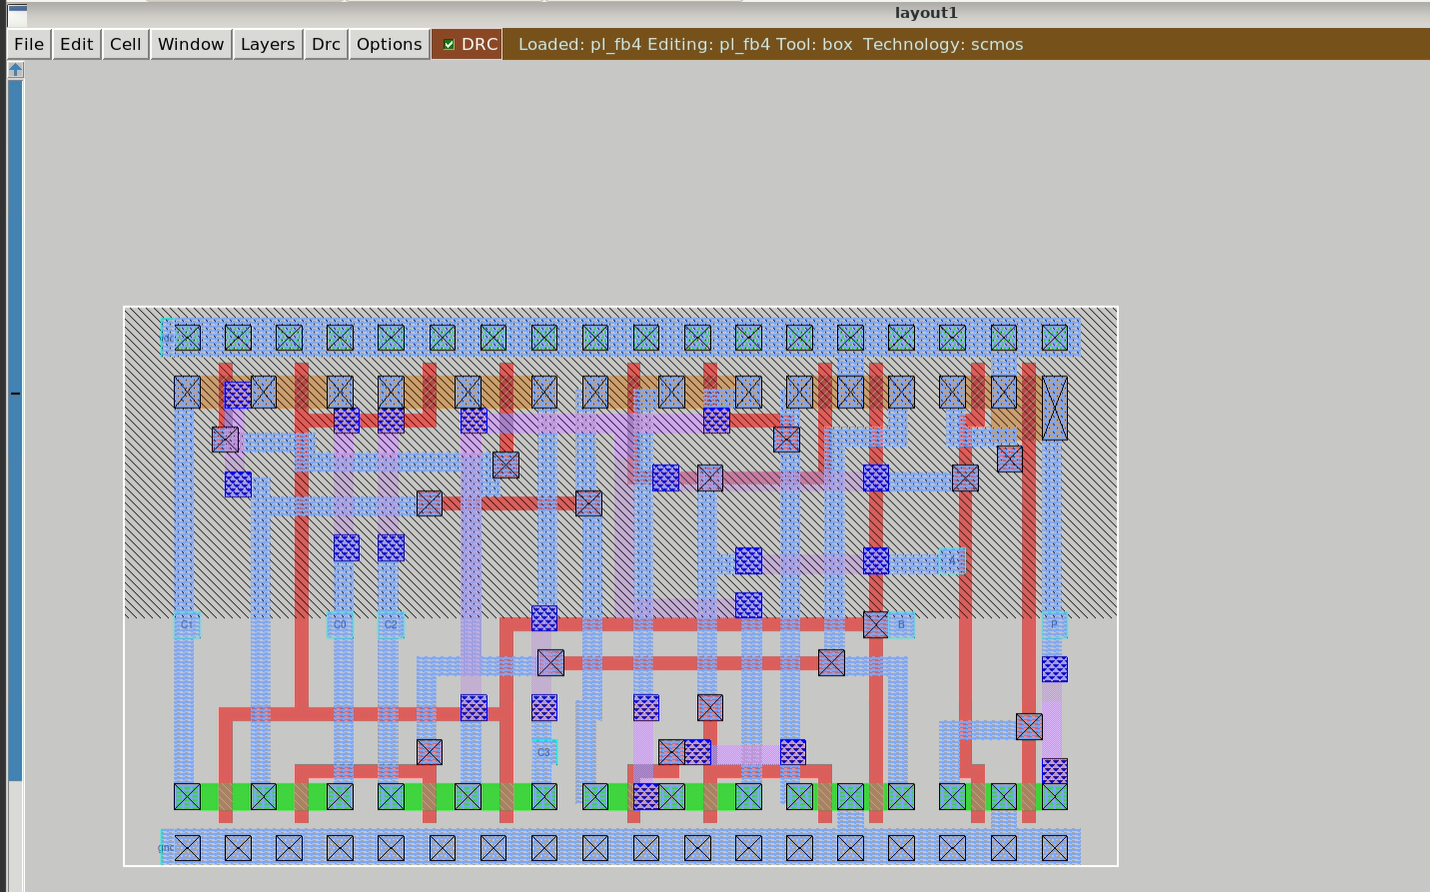 layout1
File Edit Cell Window Layers Drc Options DRC Loaded: pl_fb4 Editing: pl_fb4 Tool: box Technology: scmos
A
C1 C0 C2 B P
C3
gnd